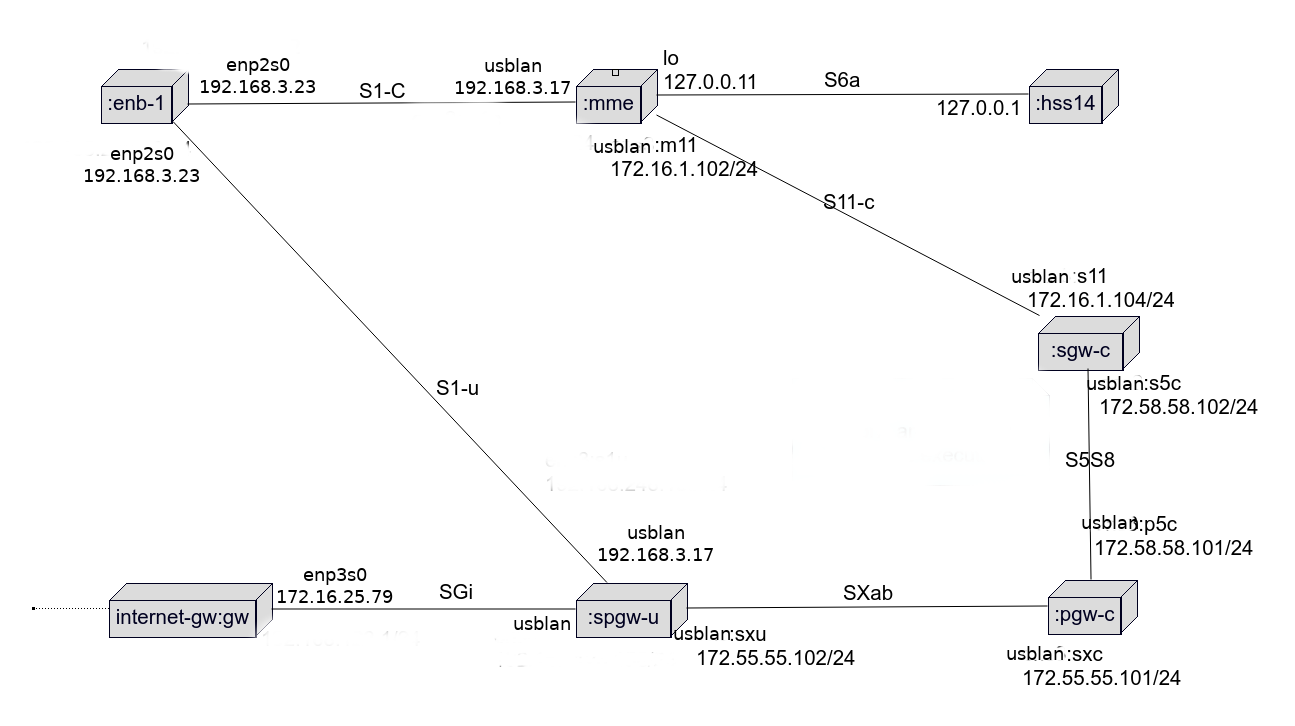 enp2s0
192.168.3.23
S1-C
usblan
192.168.3.17
lo
127.0.0.11
S6a
127.0.0.1
:enb-1
:mme
:hss14
enp2s0
192.168.3.23
usblan:m11
172.16.1.102/24
S11-c
usblan:s11
172.16.1.104/24
:sgw-c
usblan:s5c
172.58.58.102/24
S1-u
S5S8
usblan:p5c
172.58.58.101/24
usblan
192.168.3.17
enp3s0
172.16.25.79
SGi
SXab
internet-gw:gw
:spgw-u
:pgw-c
usblan
usblan:sxu
172.55.55.102/24
usblan:sxc
172.55.55.101/24